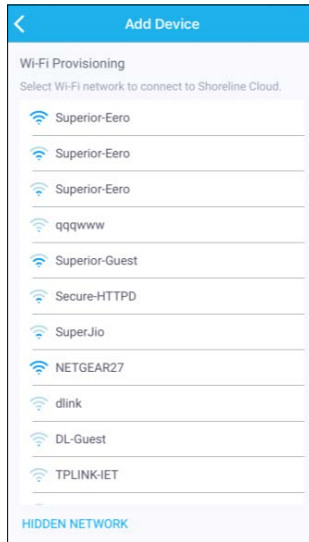 Add Device
Wi-Fi Provisioning
Select Wi-Fi network to connect to Shoreline Cloud.
Superior-Eero
Superior-Eero
Superior-Eero
qqqwww
Superior-Guest
Secure-HTTPD
SuperJio
NETGEAR27
dlink
DL-Guest
TPLINK-IET
HIDDEN NETWORK